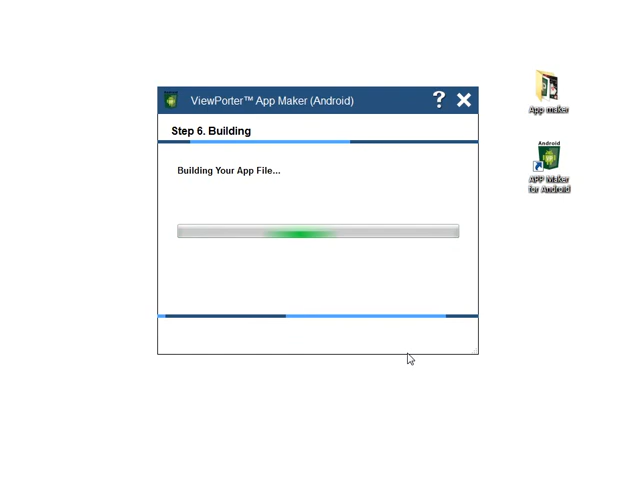 ViewPorter™ App Maker (Android)
?
Step 6. Building
Building Your App File...
App maker
Android
APP Maker
for Android